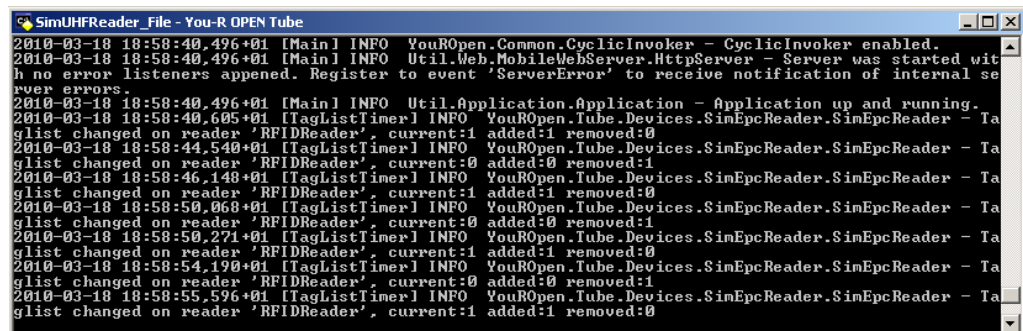 SimUHFReader_File - You-R OPEN Tube
2010-03-18 18:58:40,496+01 [Main] INFO  YouROpen.Common.CyclicInvoker - CyclicInvoker enabled.
2010-03-18 18:58:40,496+01 [Main] INFO  Util.Web.MobileWebServer.HttpServer - Server was started wit
h no error listeners appened. Register to event 'ServerError' to receive notification of internal se
rver errors.
2010-03-18 18:58:40,496+01 [Main] INFO  Util.Application.Application - Application up and running.
2010-03-18 18:58:40,605+01 [TagListTimer] INFO  YouROpen.Tube.Devices.SimEpcReader.SimEpcReader - Ta
glist changed on reader 'RFIDReader', current:1 added:1 removed:0
2010-03-18 18:58:44,540+01 [TagListTimer] INFO  YouROpen.Tube.Devices.SimEpcReader.SimEpcReader - Ta
glist changed on reader 'RFIDReader', current:0 added:0 removed:1
2010-03-18 18:58:46,148+01 [TagListTimer] INFO  YouROpen.Tube.Devices.SimEpcReader.SimEpcReader - Ta
glist changed on reader 'RFIDReader', current:1 added:1 removed:0
2010-03-18 18:58:50,068+01 [TagListTimer] INFO  YouROpen.Tube.Devices.SimEpcReader.SimEpcReader - Ta
glist changed on reader 'RFIDReader', current:0 added:0 removed:1
2010-03-18 18:58:50,271+01 [TagListTimer] INFO  YouROpen.Tube.Devices.SimEpcReader.SimEpcReader - Ta
glist changed on reader 'RFIDReader', current:1 added:1 removed:0
2010-03-18 18:58:54,190+01 [TagListTimer] INFO  YouROpen.Tube.Devices.SimEpcReader.SimEpcReader - Ta
glist changed on reader 'RFIDReader', current:0 added:0 removed:1
2010-03-18 18:58:55,596+01 [TagListTimer] INFO  YouROpen.Tube.Devices.SimEpcReader.SimEpcReader - Ta
glist changed on reader 'RFIDReader', current:1 added:1 removed:0